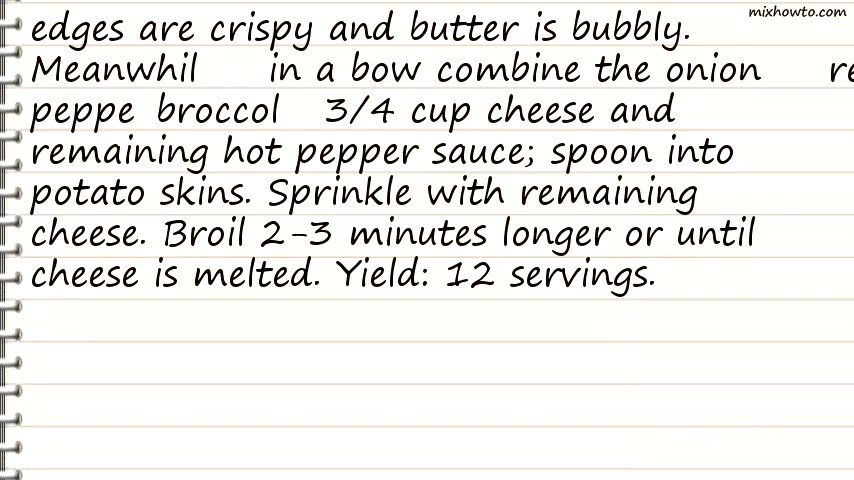 mixhowto.com
edges are crispy and butter is bubbly.
Meanwhil in a bow combine the onion re
peppe broccol 3/4 cup cheese and
remaining hot pepper sauce; spoon into
potato skins. Sprinkle with remaining
cheese. Broil 2-3 minutes longer or until
cheese is melted. Yield: 12 servings.